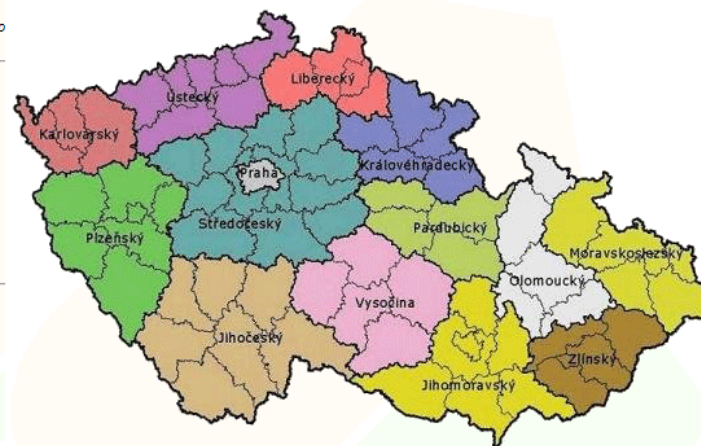 Liberecký
Ústecký
Karlovarský
Královéhradecký
Praha
Středočeský
Pardubický
Plzeňský
Moravskoslezský
Olomoucký
Vysočina
Jihočeský
Zlínský
Jihomoravský